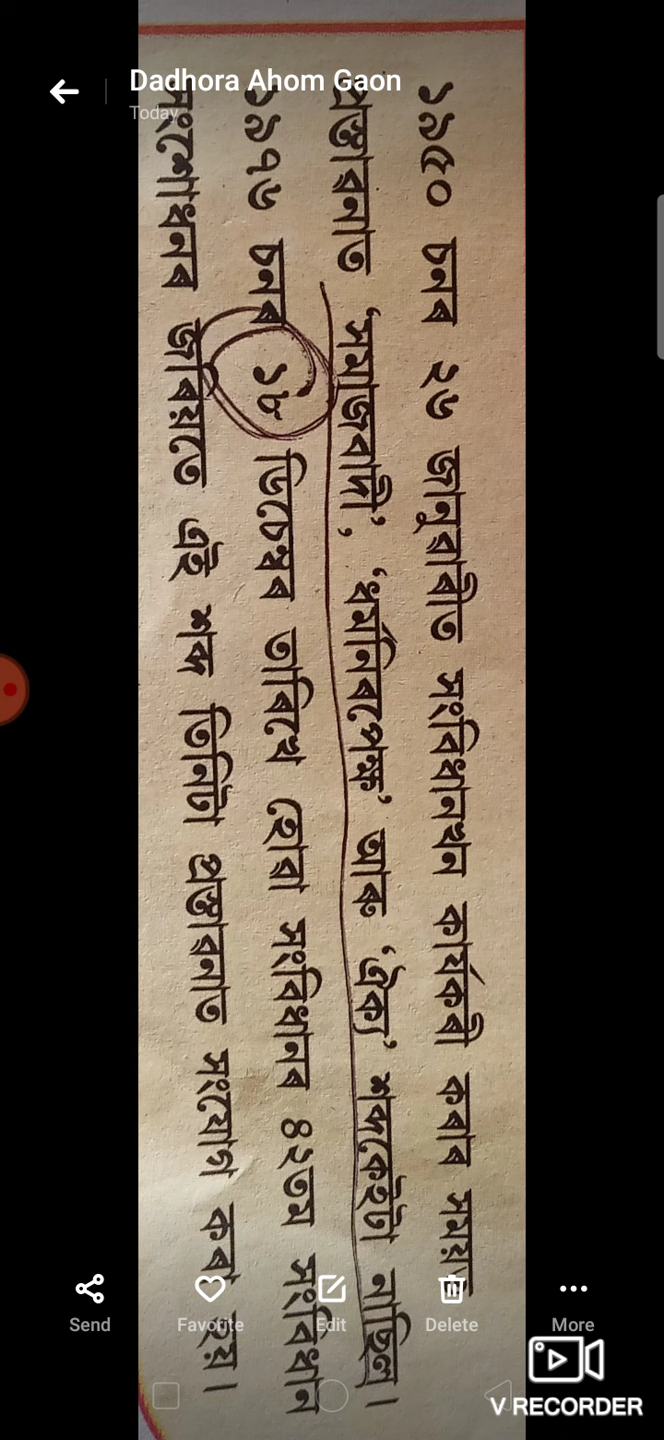 Dadhora Ahom Gaon
Today
১৯৫০ চনৰ ২৬ জানুৱাৰীত সংবিধানখন কাৰ্যকৰী কৰাৰ সময়ত
প্ৰস্তাৱনাত ‘সমাজবাদী’, ‘ধৰ্মনিৰপেক্ষ’ আৰু ‘ঐক্য’ শব্দকেইটা নাছিল।
১৯৭৬ চনৰ ১৮ ডিচেম্বৰ তাৰিখে হোৱা সংবিধানৰ ৪২তম সংবিধান
সংশোধনৰ জৰিয়তে এই শব্দ তিনিটা প্ৰস্তাৱনাত সংযোগ কৰা হয়।
Send
Favorite
Edit
Delete
More
V RECORDER